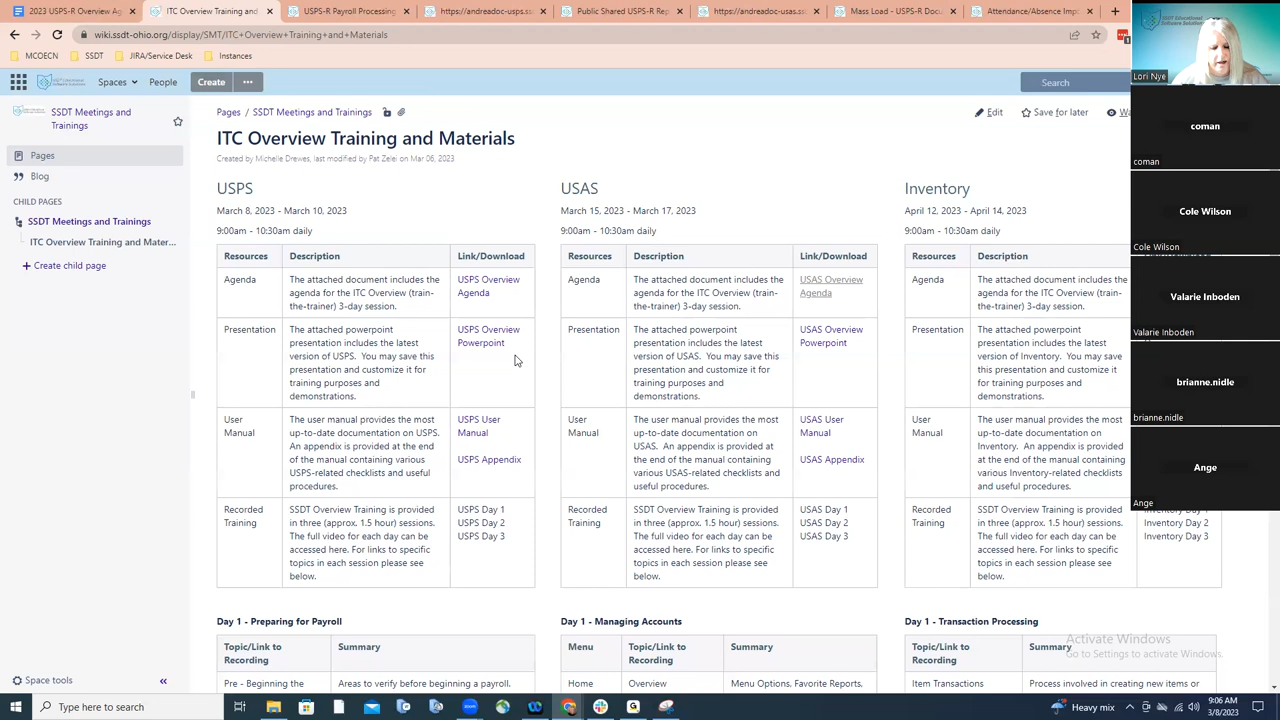 2023 USPS-R Overview Ag
ITC Overview Training and Mat
USPS-R Payroll Processing
https://andreadoc-usas.ss
Public Shared USPS-R Rep
https://andreadoc-usas.ss
Mass Load - USPS-R Docu
Attendance/Absence Imp
wiki.ssdt-ohio.org/display/SMT/ITC+Overview+Training+and+Materials
MCOECN
SSDT
JIRA/Service Desk
Instances
Spaces
People
Create
Search
SSDT Meetings and
Trainings
Pages
Blog
CHILD PAGES
SSDT Meetings and Trainings
ITC Overview Training and Mater...
Create child page
Space tools
Pages / SSDT Meetings and Trainings
Edit
Save for later
ITC Overview Training and Materials
Created by Michelle Drewes, last modified by Pat Zelei on Mar 06, 2023
USPS
March 8, 2023 - March 10, 2023
9:00am - 10:30am daily
Resources Description Link/Download
Agenda
The attached document includes the
agenda for the ITC Overview (train-
the-trainer) 3-day session.
USPS Overview
Agenda
Presentation
The attached powerpoint
presentation includes the latest
version of USPS. You may save this
presentation and customize it for
training purposes and
demonstrations.
USPS Overview
Powerpoint
User
Manual
The user manual provides the most
up-to-date documentation on USPS.
An appendix is provided at the end
of the manual containing various
USPS-related checklists and useful
procedures.
USPS User
Manual
USPS Appendix
Recorded
Training
SSDT Overview Training is provided
in three (approx. 1.5 hour) sessions.
The full video for each day can be
accessed here. For links to specific
topics in each session please see
below.
USPS Day 1
USPS Day 2
USPS Day 3
Day 1 - Preparing for Payroll
Topic/Link to
Recording
Summary
Pre - Beginning the
Areas to verify before beginning a payroll.
USAS
March 15, 2023 - March 17, 2023
9:00am - 10:30am daily
Resources Description Link/Download
Agenda
The attached document includes the
agenda for the ITC Overview (train-
the-trainer) 3-day session.
USAS Overview
Agenda
Presentation
The attached powerpoint
presentation includes the latest
version of USAS. You may save this
presentation and customize it for
training purposes and
demonstrations.
USAS Overview
Powerpoint
User
Manual
The user manual provides the most
up-to-date documentation on
USAS. An appendix is provided at
the end of the manual containing
various USAS-related checklists and
useful procedures.
USAS User
Manual
USAS Appendix
Recorded
Training
SSDT Overview Training is provided
in three (approx. 1.5 hour) sessions.
The full video for each day can be
accessed here. For links to specific
topics in each session please see
below.
USAS Day 1
USAS Day 2
USAS Day 3
Day 1 - Managing Accounts
Menu
Topic/Link to
Recording
Summary
Home
Overview
Menu Options, Favorite Reports,
Inventory
April 12, 2023 - April 14, 2023
9:00am - 10:30am daily
Resources Description
Agenda
The attached document includes the
agenda for the ITC Overview (train-
the-trainer) 3-day session.
Presentation
The attached powerpoint
presentation includes the latest
version of Inventory. You may save
this presentation and customize it
for training purposes and
demonstrations.
User
Manual
The user manual provides the most
up-to-date documentation on
Inventory. An appendix is provided
at the end of the manual containing
various Inventory-related checklists
and useful procedures.
Recorded
Training
SSDT Overview Training is provided
in three (approx. 1.5 hour) sessions.
The full video for each day can be
accessed here. For links to specific
topics in each session please see
below.
Inventory Day 1
Inventory Day 2
Inventory Day 3
Day 1 - Transaction Processing
Topic/Link to
Recording
Summary
Item Transactions
Process involved in creating new items or
Activate Windows
Go to Settings to activate Windows.
Lori Nye
coman
coman
Cole Wilson
Cole Wilson
Valarie Inboden
Valarie Inboden
brianne.nidle
brianne.nidle
Ange
Ange
Type here to search
Heavy mix
9:06 AM
3/8/2023